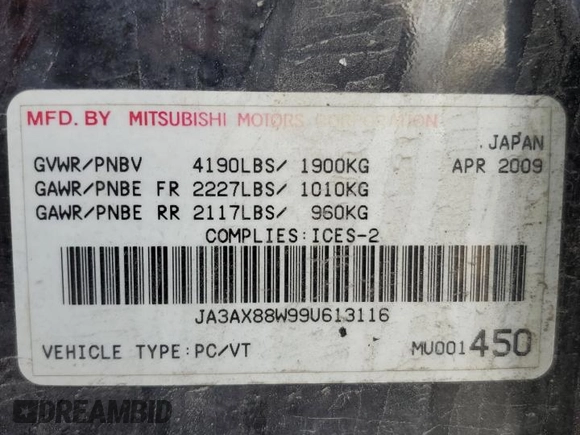 MFD. BY MITSUBISHI MOTORS CORPORATION
JAPAN
GVWR/PNBV 4190LBS/ 1900KG APR 2009
GAWR/PNBE FR 2227LBS/ 1010KG
GAWR/PNBE RR 2117LBS/ 960KG
COMPLIES:ICES-2
JA3AX88W99U613116
VEHICLE TYPE:PC/VT MU001450
DREAMBID